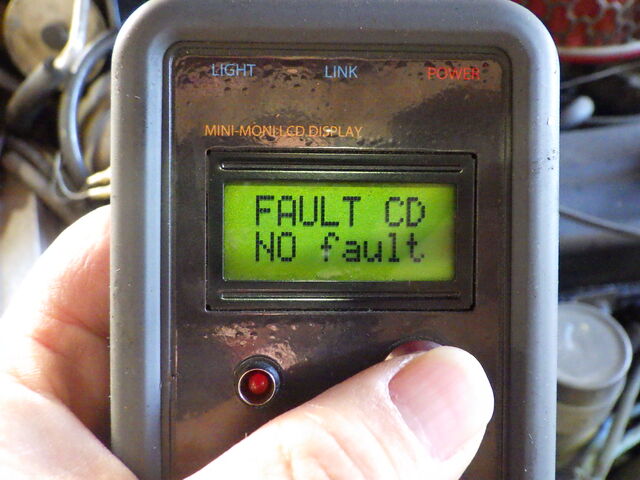 LIGHT LINK POWER
MINI-MONI LCD DISPLAY
FAULT CD
NO fault